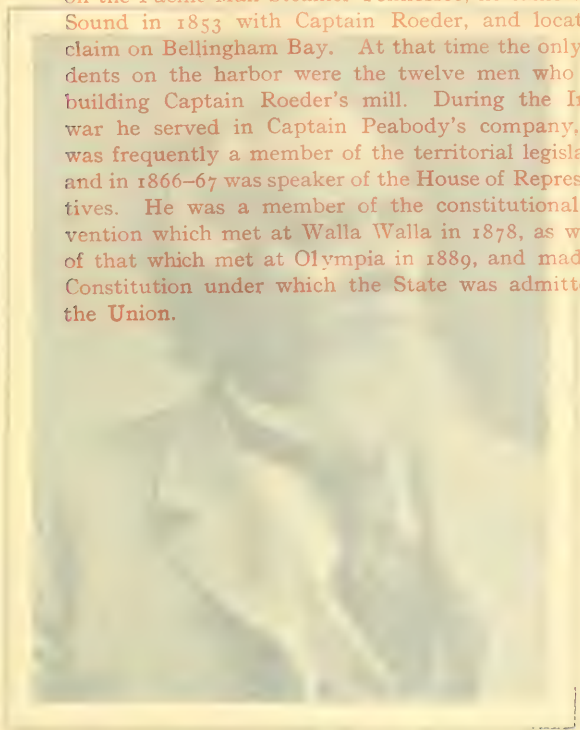 Sound in 1853 with Captain Roeder, and locat
claim on Bellingham Bay. At that time the only
dents on the harbor were the twelve men who
building Captain Roeder's mill. During the In
war he served in Captain Peabody's company,
was frequently a member of the territorial legisla
and in 1866–67 was speaker of the House of Repres
tives. He was a member of the constitutional
vention which met at Walla Walla in 1878, as w
of that which met at Olympia in 1889, and mad
Constitution under which the State was admitt
the Union.